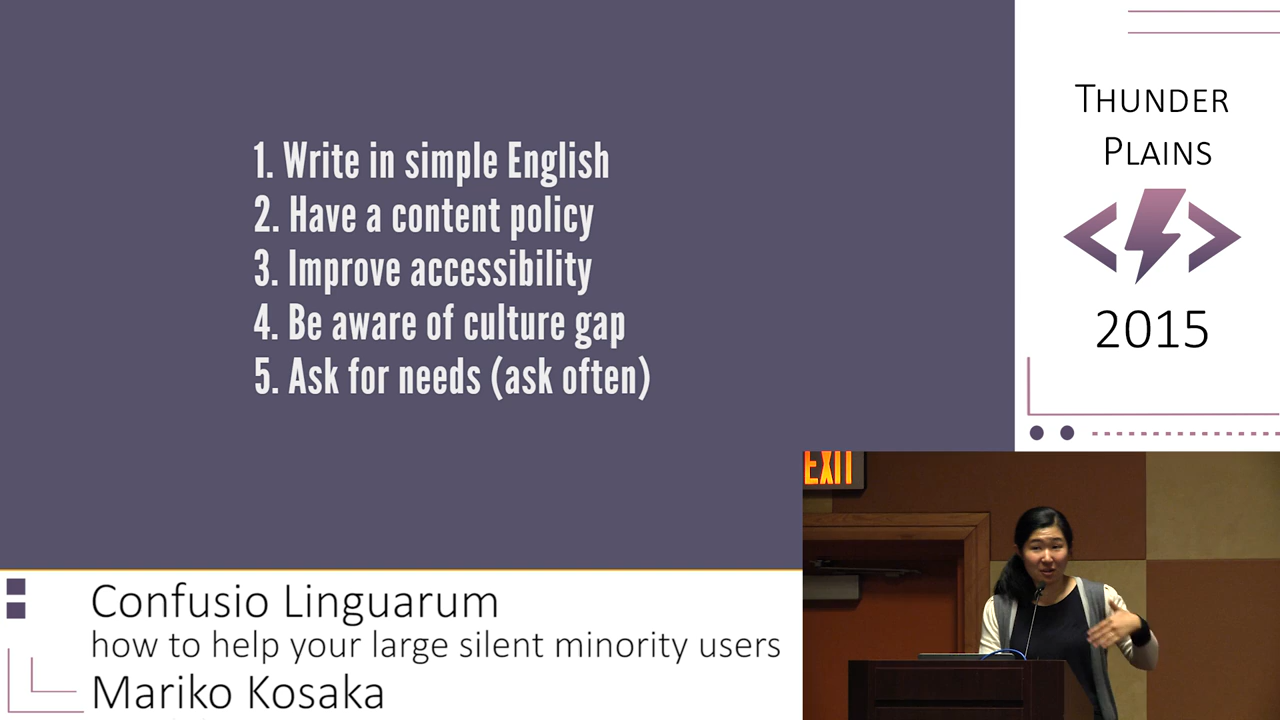 1. Write in simple English
2. Have a content policy
3. Improve accessibility
4. Be aware of culture gap
5. Ask for needs (ask often)
THUNDER
PLAINS
2015
EXIT
Confusio Linguarum
how to help your large silent minority users
Mariko Kosaka